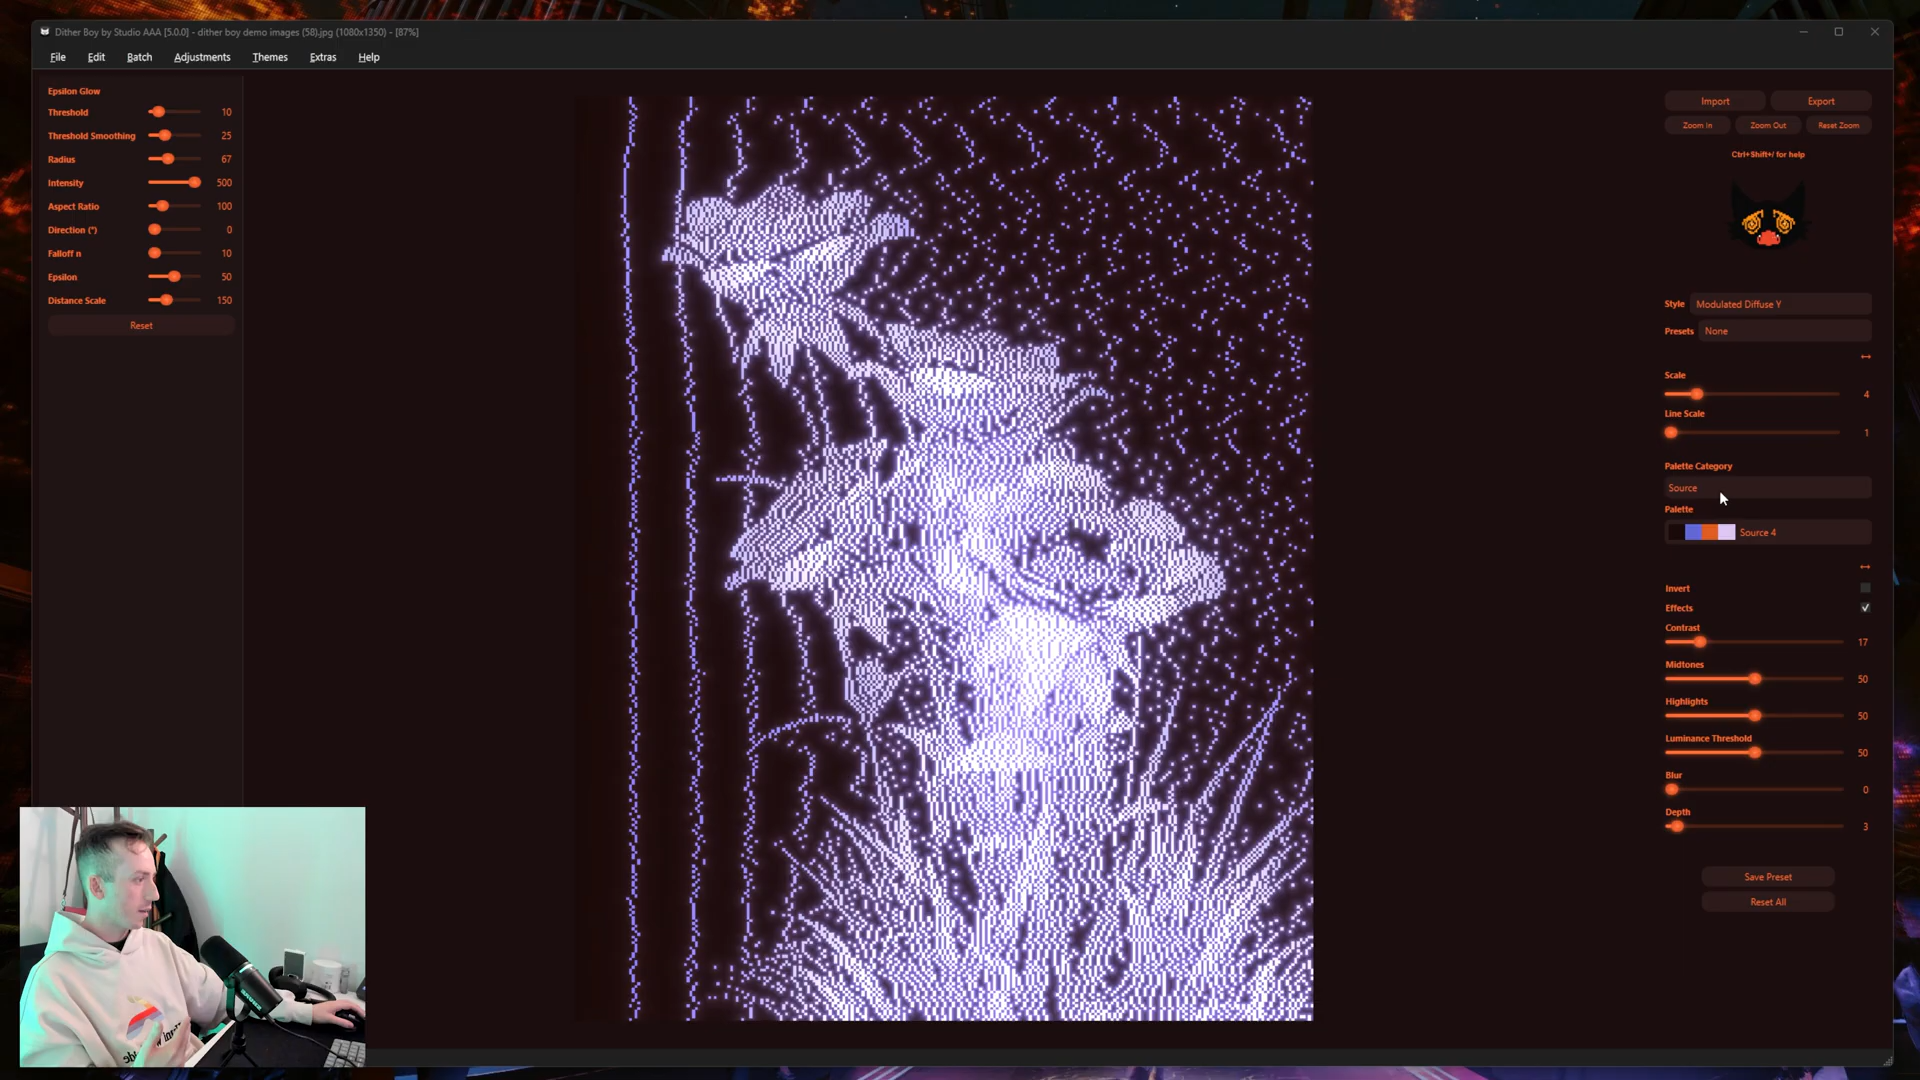 Dither Boy by Studio AAA [5.0.0] - dither boy demo images (58).jpg (1080x1350) - [87%]
File Edit Batch Adjustments Themes Extras Help
Epsilon Glow
Threshold 10
Threshold Smoothing 25
Radius 67
Intensity 500
Aspect Ratio 100
Direction (°) 0
Falloff n 10
Epsilon 50
Distance Scale 150
Reset
Import Export
Zoom In Zoom Out Reset Zoom
Ctrl+Shift+/ for help
Style Modulated Diffuse Y
Presets None
Scale
4
Line Scale
1
Palette Category
Source
Palette
Source 4
Invert
Effects
Contrast
17
Midtones
50
Highlights
50
Luminance Threshold
50
Blur
0
Depth
3
Save Preset
Reset All